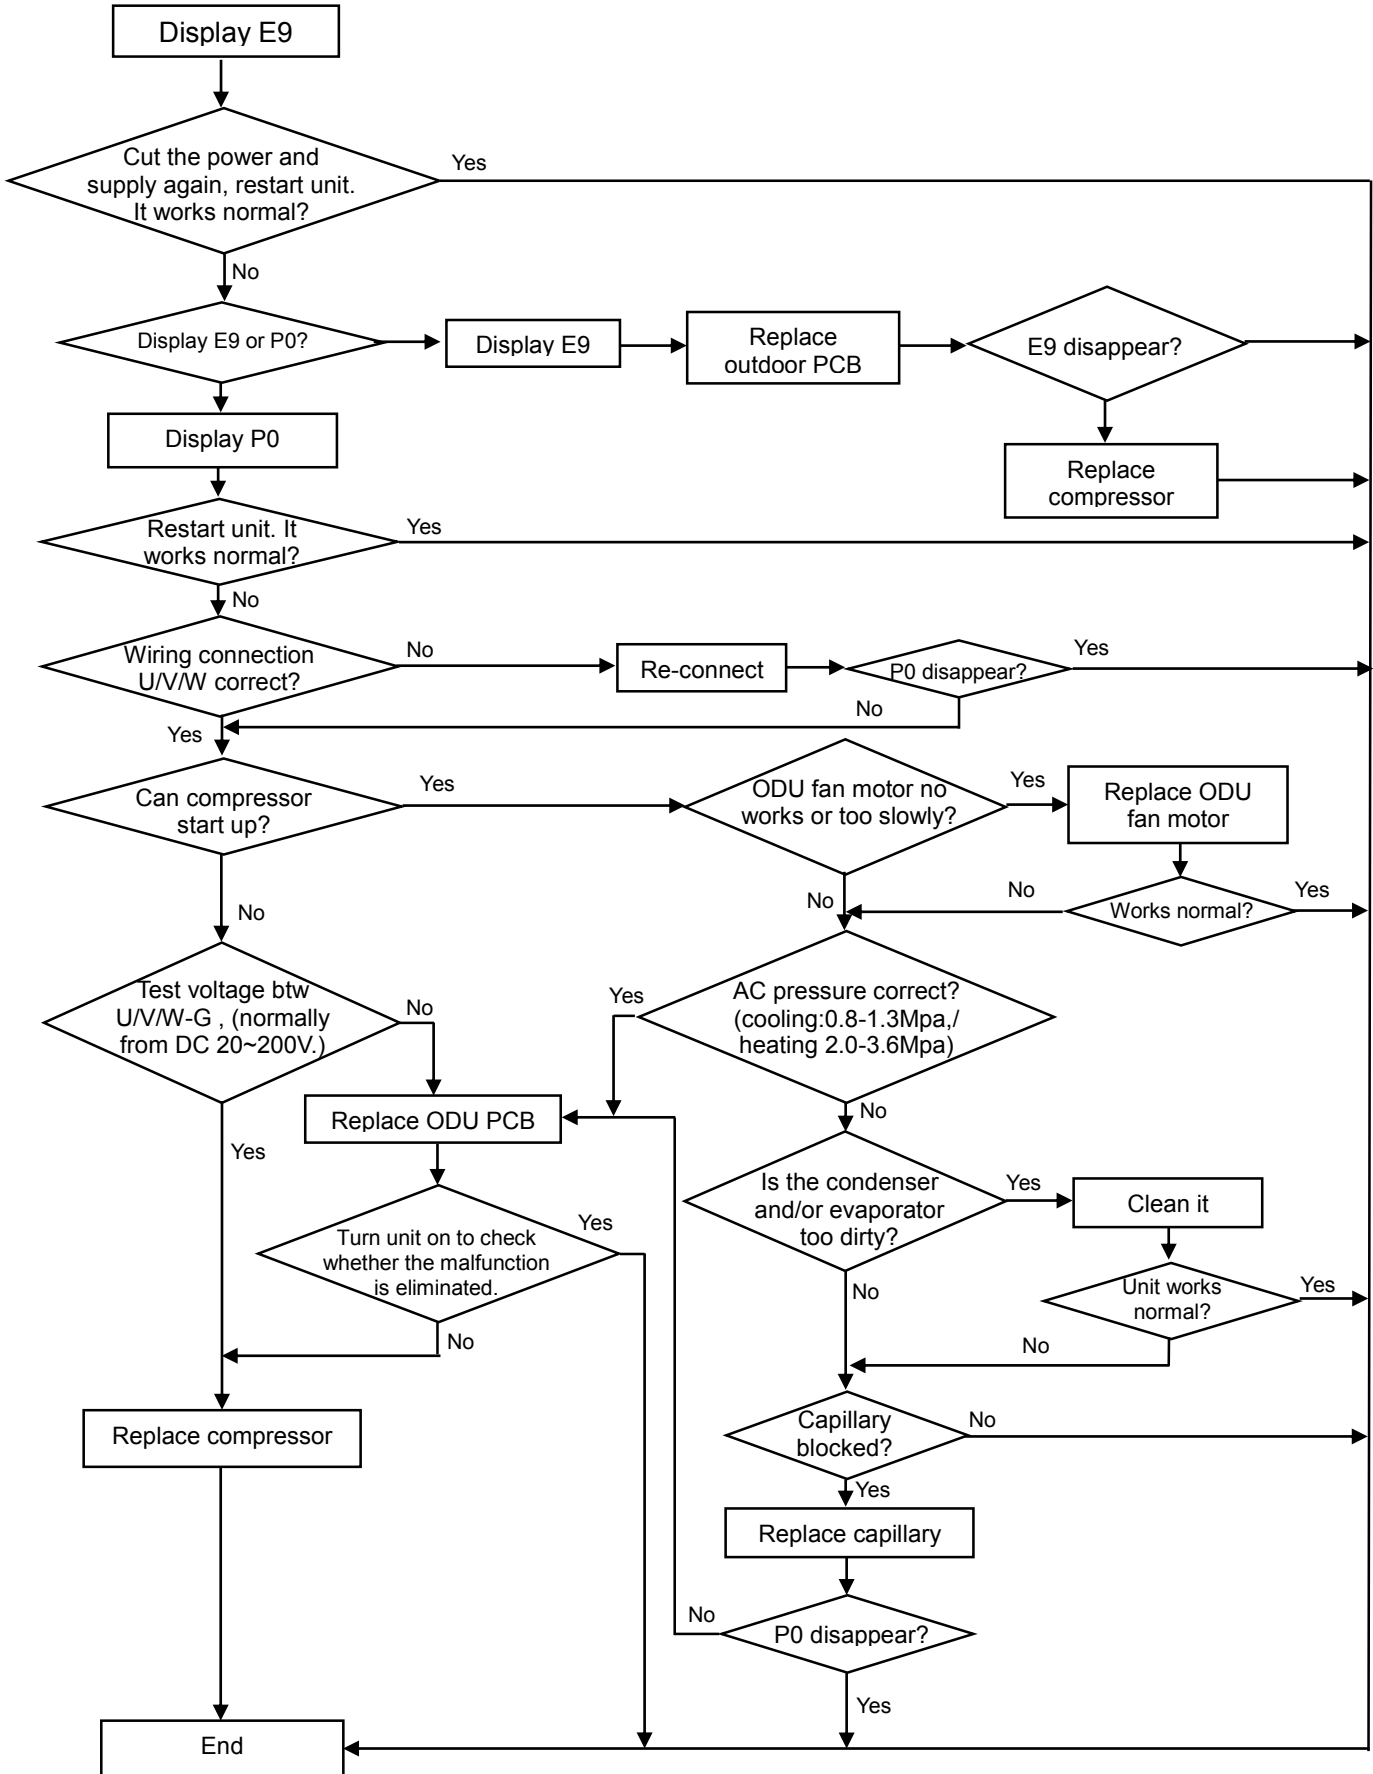 Display E9
Cut the power and
supply again, restart unit.
It works normal?
Yes
No
Display E9 or P0?
Display E9
Replace
outdoor PCB
E9 disappear?
Replace
compressor
Display P0
Restart unit. It
works normal?
Yes
No
Wiring connection
U/V/W correct?
No
Re-connect
P0 disappear?
Yes
No
Yes
Can compressor
start up?
Yes
ODU fan motor no
works or too slowly?
Yes
Replace ODU
fan motor
No
No
Works normal?
Yes
No
Test voltage btw
U/V/W-G , (normally
from DC 20~200V.)
No
Yes
AC pressure correct?
(cooling:0.8-1.3Mpa,/
heating 2.0-3.6Mpa)
Replace ODU PCB
No
Yes
Is the condenser
and/or evaporator
too dirty?
Yes
Clean it
Turn unit on to check
whether the malfunction
is eliminated.
Yes
No
No
Unit works
normal?
Yes
No
Replace compressor
Capillary
blocked?
No
Yes
Replace capillary
No
P0 disappear?
Yes
End